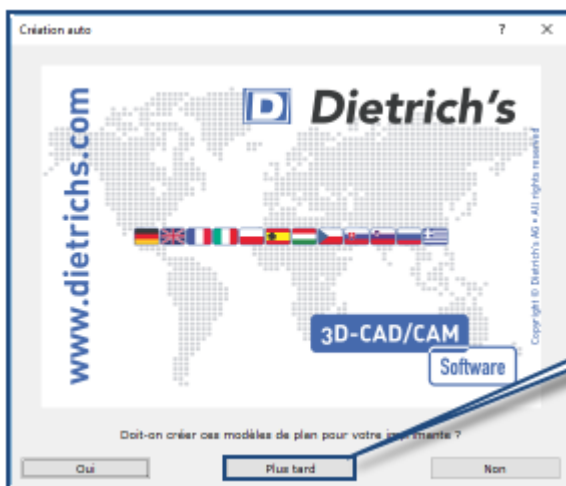 Création auto
? ×
www.dietrichs.com
D Dietrich's
Copyright © Dietrich's AG • All rights reserved
3D-CAD/CAM
Software
Doit-on créer ces modèles de plan pour votre imprimante ?
Oui
Plus tard
Non